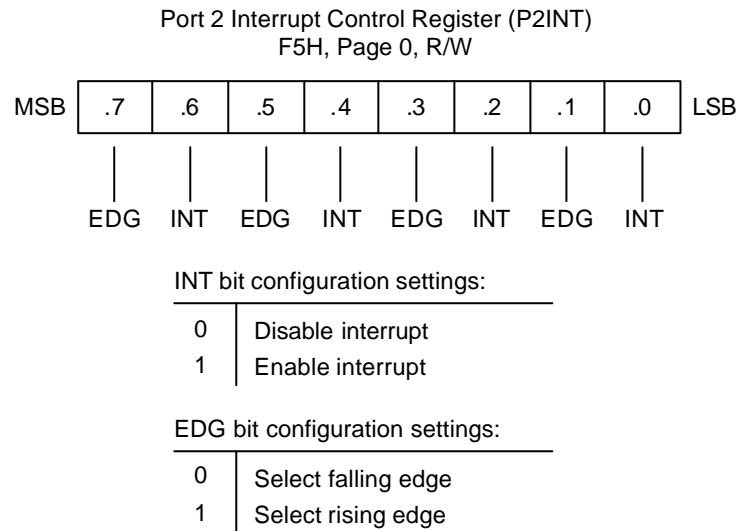 Port 2 Interrupt Control Register (P2INT)
F5H, Page 0, R/W
MSB .7 .6 .5 .4 .3 .2 .1 .0 LSB
EDG INT EDG INT EDG INT EDG INT
INT bit configuration settings:
0 Disable interrupt
1 Enable interrupt
EDG bit configuration settings:
0 Select falling edge
1 Select rising edge